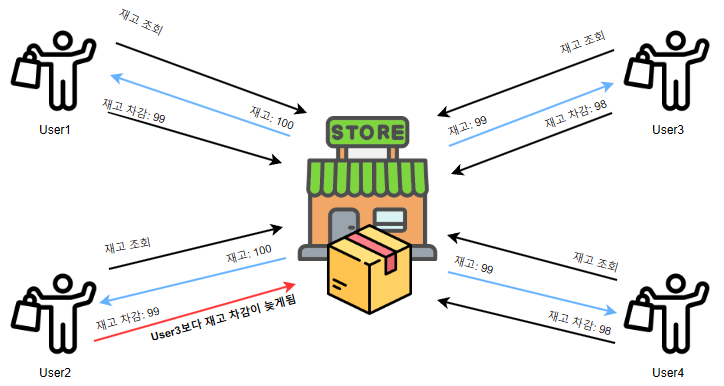 재고 조회
재고: 100
재고 차감: 99
User1
재고 조회
재고: 99
재고 차감: 98
User3
STORE
재고 조회
재고: 100
재고 차감: 99
User3보다 재고 차감이 늦게됨
User2
재고 조회
재고: 99
재고 차감: 98
User4